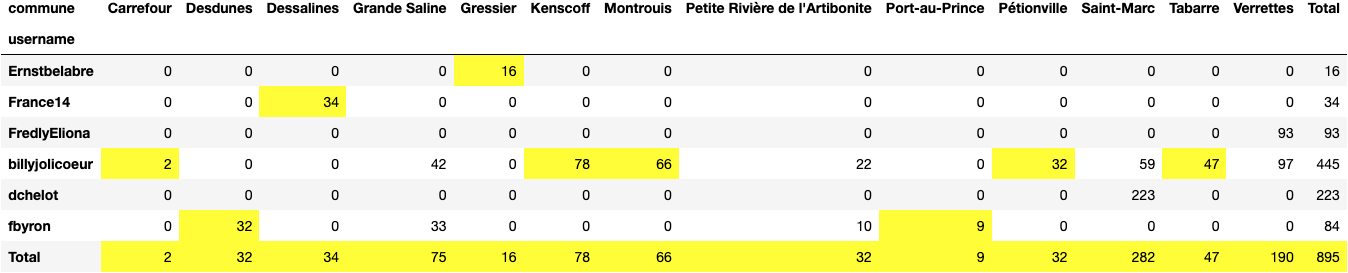 commune Carrefour Desdunes Dessalines Grande Saline Gressier Kenscoff Montrouis Petite Rivière de l'Artibonite Port-au-Prince Pétionville Saint-Marc Tabarre Verrettes Total
username
Ernstbelabre 0 0 0 0 16 0 0 0 0 0 0 0 0 16
France14 0 0 34 0 0 0 0 0 0 0 0 0 0 34
FredlyEliona 0 0 0 0 0 0 0 0 0 0 0 0 93 93
billyjolicoeur 2 0 0 42 0 78 66 22 0 32 59 47 97 445
dchelot 0 0 0 0 0 0 0 0 0 0 223 0 0 223
fbyron 0 32 0 33 0 0 0 10 9 0 0 0 0 84
Total 2 32 34 75 16 78 66 32 9 32 282 47 190 895